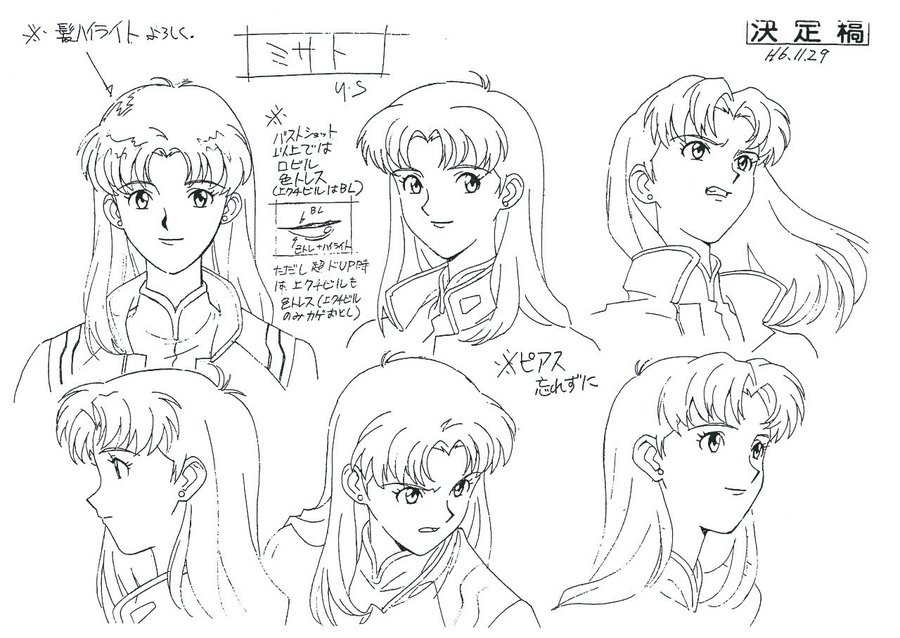 ※ 髪ハイライト よろしく。
ミサト
y.s
決定稿
H6.11.29
※
バストショット
以上では
口ビル
色トレス
(上クチビルはBL)
BL
色トレ+ハイライト
ただし 超ドUP時
は 上クチビルも
色トレス(上クチビル
のみカゲおとし)
※ピアス
忘れずに